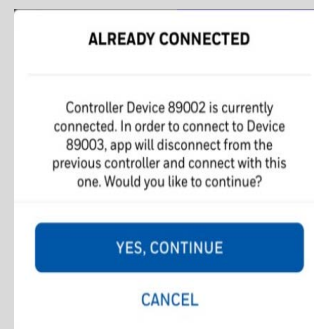 ALREADY CONNECTED
Controller Device 89002 is currently
connected. In order to connect to Device
89003, app will disconnect from the
previous controller and connect with this
one. Would you like to continue?
YES, CONTINUE
CANCEL